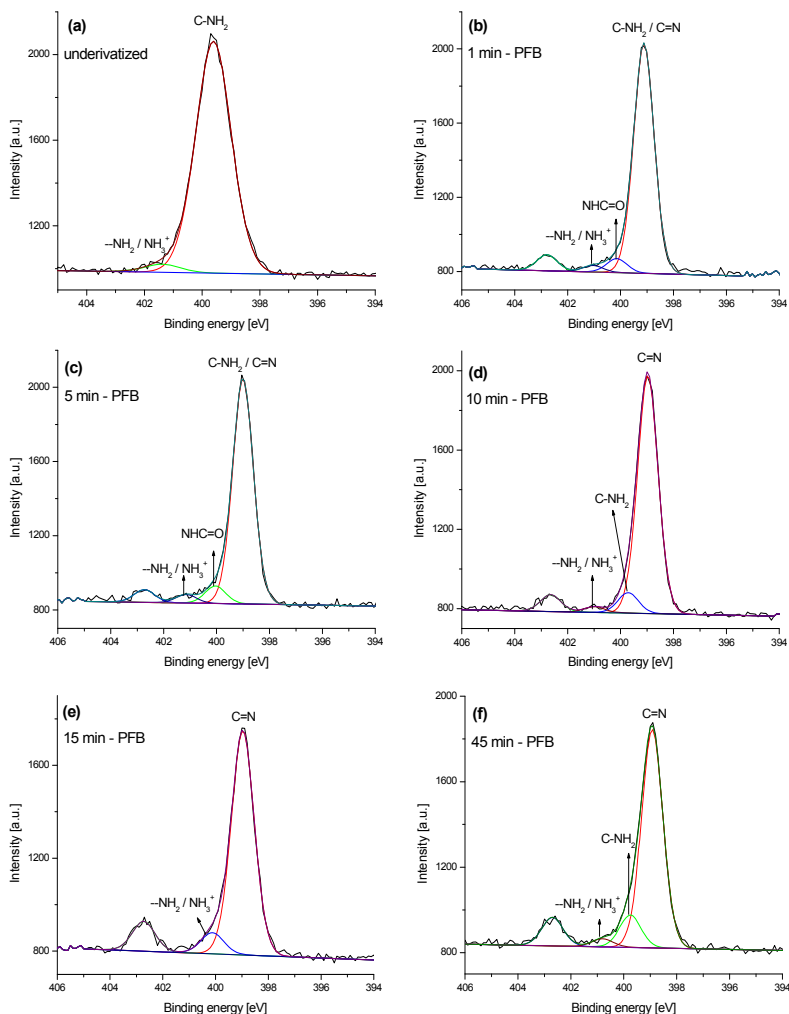 (a)
C-NH₂
underivatized
--NH₂ / NH₃⁺
2000
1600
1200
Intensity [a.u.]
404 402 400 398 396 394
Binding energy [eV]
(b)
C-NH₂ / C=N
1 min - PFB
NHC=O
--NH₂ / NH₃⁺
2000
1600
1200
800
Intensity [a.u.]
406 404 402 400 398 396 394
Binding energy [eV]
(c)
C-NH₂ / C=N
5 min - PFB
NHC=O
--NH₂ / NH₃⁺
2000
1600
1200
800
Intensity [a.u.]
406 404 402 400 398 396 394
Binding energy [eV]
(d)
C=N
10 min - PFB
C-NH₂
--NH₂ / NH₃⁺
2000
1600
1200
800
Intensity [a.u.]
406 404 402 400 398 396 394
Binding energy [eV]
(e)
C=N
15 min - PFB
--NH₂ / NH₃⁺
1600
1200
800
Intensity [a.u.]
406 404 402 400 398 396 394
Binding energy [eV]
(f)
C=N
45 min - PFB
C-NH₂
--NH₂ / NH₃⁺
2000
1600
1200
800
Intensity [a.u.]
406 404 402 400 398 396 394
Binding energy [eV]